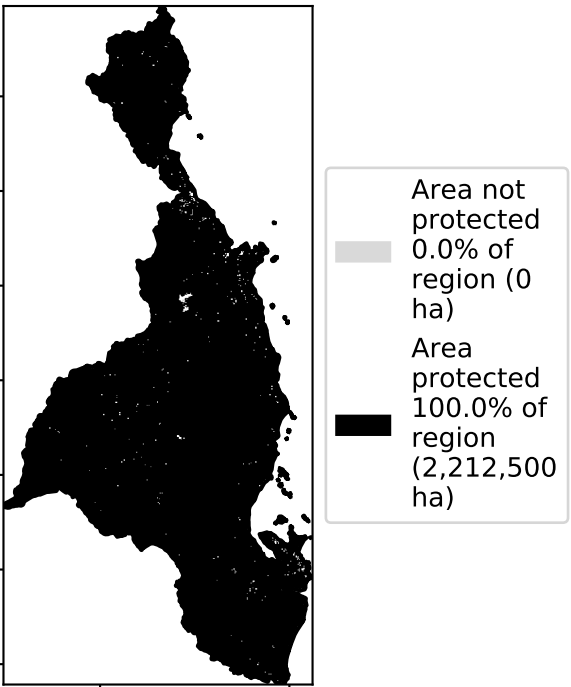 Area not
protected
0.0% of
region (0
ha)
Area
protected
100.0% of
region
(2,212,500
ha)